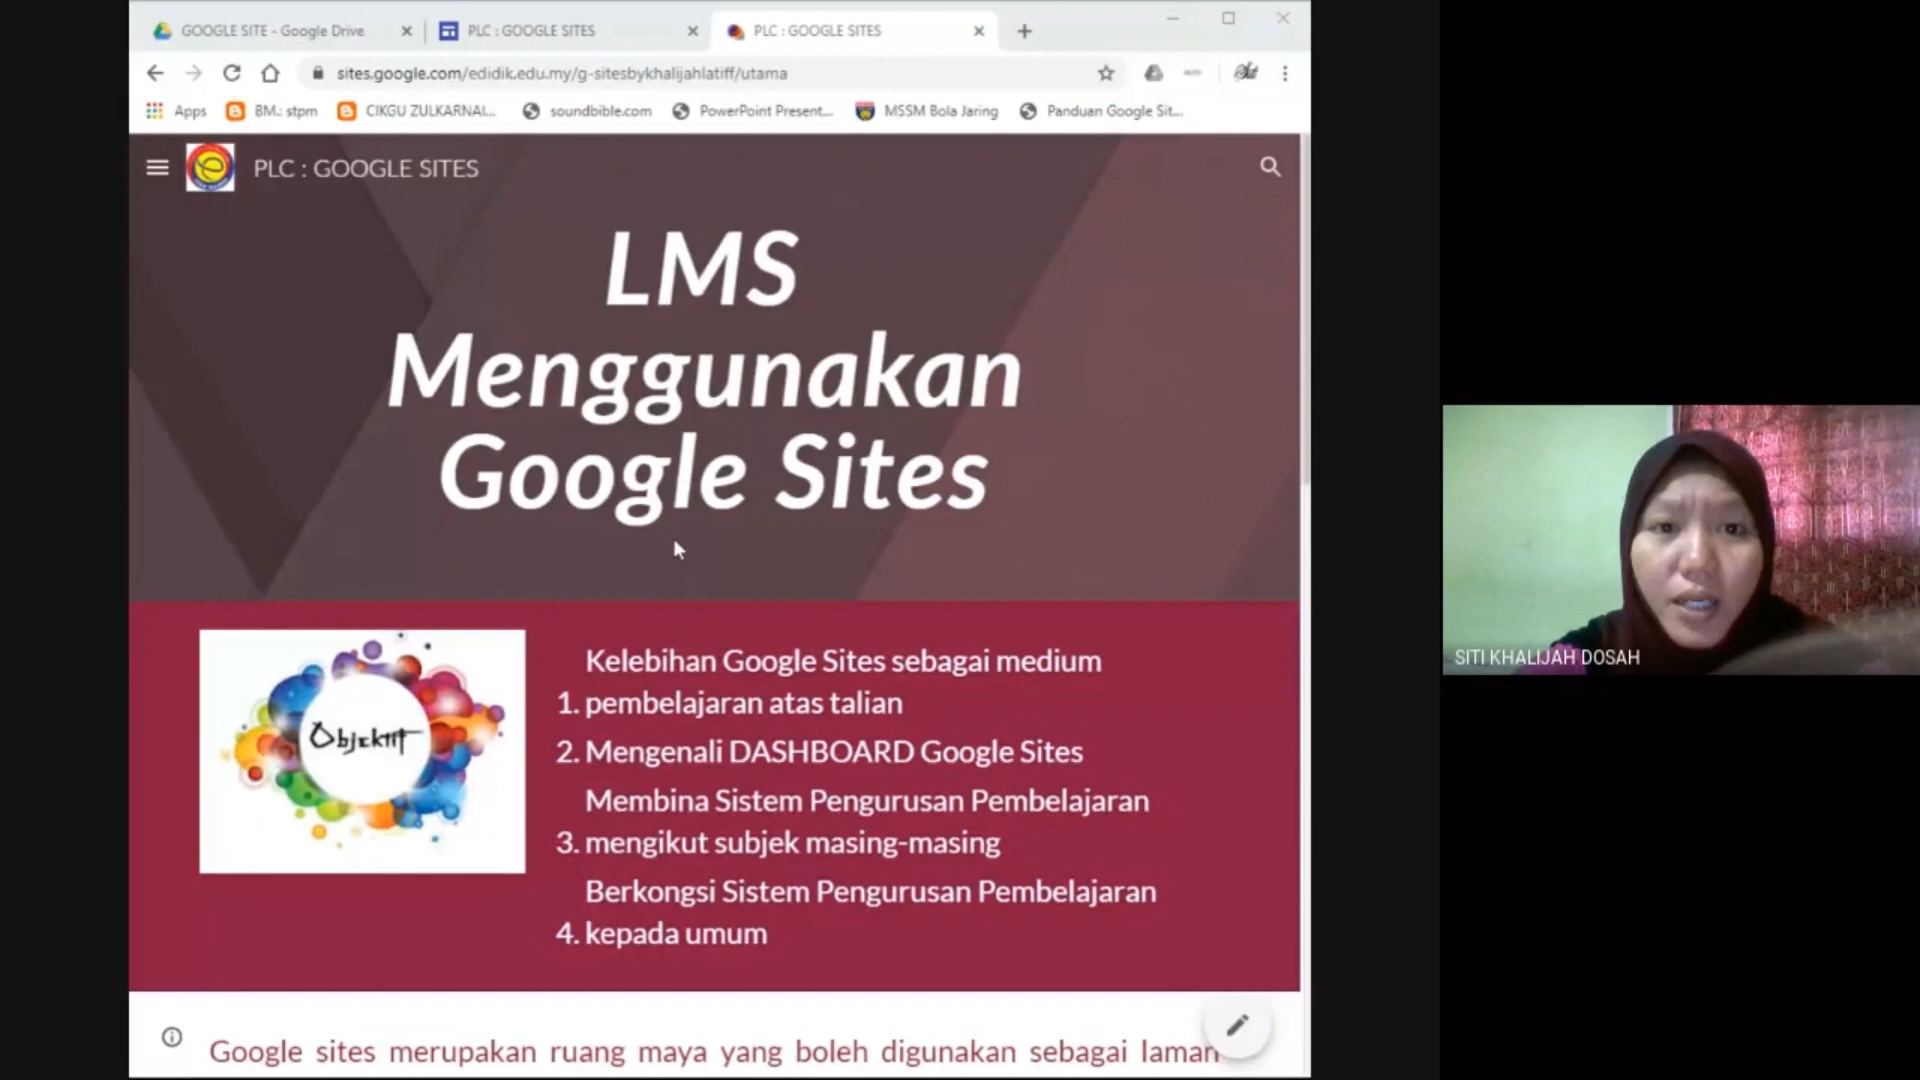 GOOGLE SITE - Google Drive
PLC : GOOGLE SITES
PLC : GOOGLE SITES
sites.google.com/edidik.edu.my/g-sitesbykhalijahlatiff/utama
Apps
BM.: stpm
CIKGU ZULKARNAI...
soundbible.com
PowerPoint Present...
MSSM Bola Jaring
Panduan Google Sit...
PLC : GOOGLE SITES
LMS
Menggunakan
Google Sites
Objektif
Kelebihan Google Sites sebagai medium
1. pembelajaran atas talian
2. Mengenali DASHBOARD Google Sites
Membina Sistem Pengurusan Pembelajaran
3. mengikut subjek masing-masing
Berkongsi Sistem Pengurusan Pembelajaran
4. kepada umum
Google sites merupakan ruang maya yang boleh digunakan sebagai laman
SITI KHALIJAH DOSAH